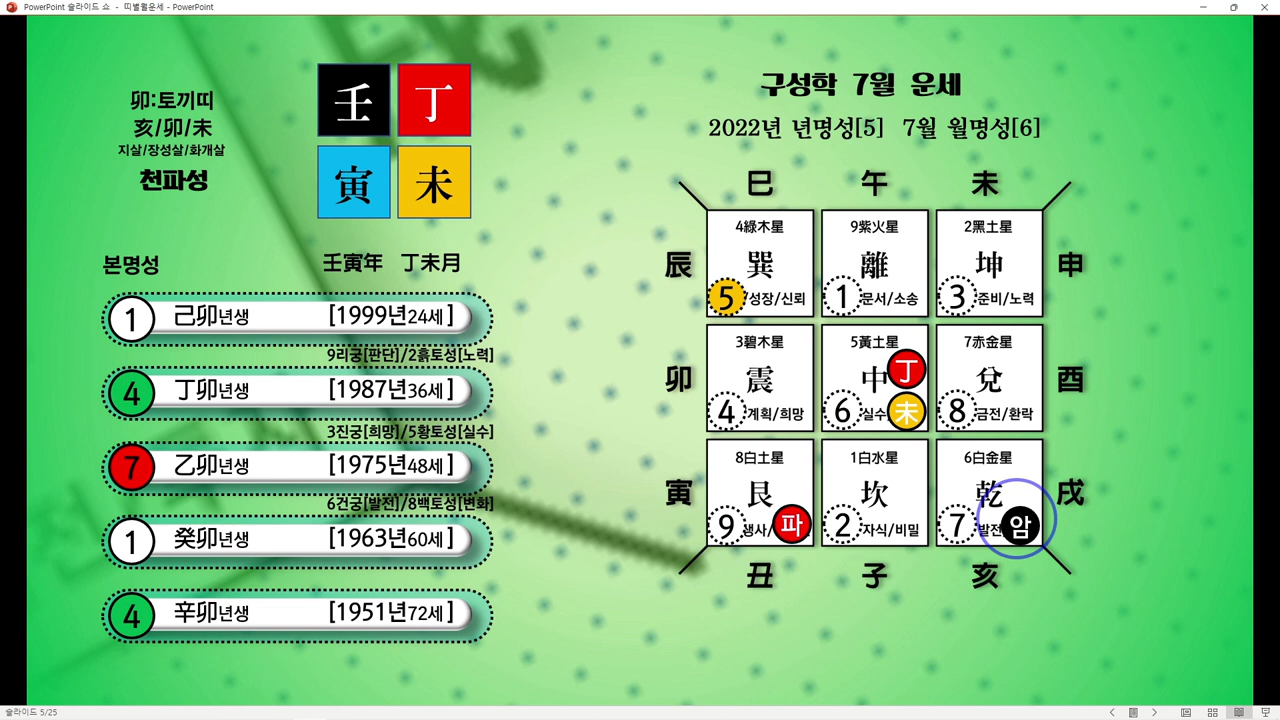 PowerPoint 슬라이드 쇼 - 띠별월운세 - PowerPoint
卯:토끼띠
亥/卯/未
지살/장성살/화개살
천파성
壬 丁
寅 未
본명성 壬寅年 丁未月
1 己卯년생 [1999년24세]
9리궁[판단]/2흙토성[노력]
4 丁卯년생 [1987년36세]
3진궁[희망]/5황토성[실수]
7 乙卯년생 [1975년48세]
6건궁[발전]/8백토성[변화]
1 癸卯년생 [1963년60세]
4 辛卯년생 [1951년72세]
구성학 7월 운세
2022년 년명성[5] 7월 월명성[6]
巳 午 未
辰 申
4綠木星 9紫火星 2黑土星
巽 離 坤
5 /성장/신뢰 1 문서/소송 3 준비/노력
卯 酉
3碧木星 5黃土星 7赤金星
震 中 丁 兌
4 계획/희망 6 실수 未 8 금전/환락
寅 戌
8白土星 1白水星 6白金星
艮 坎 乾
9 생사/ 파 2 자식/비밀 7 발전 암
丑 子 亥
슬라이드 5/25